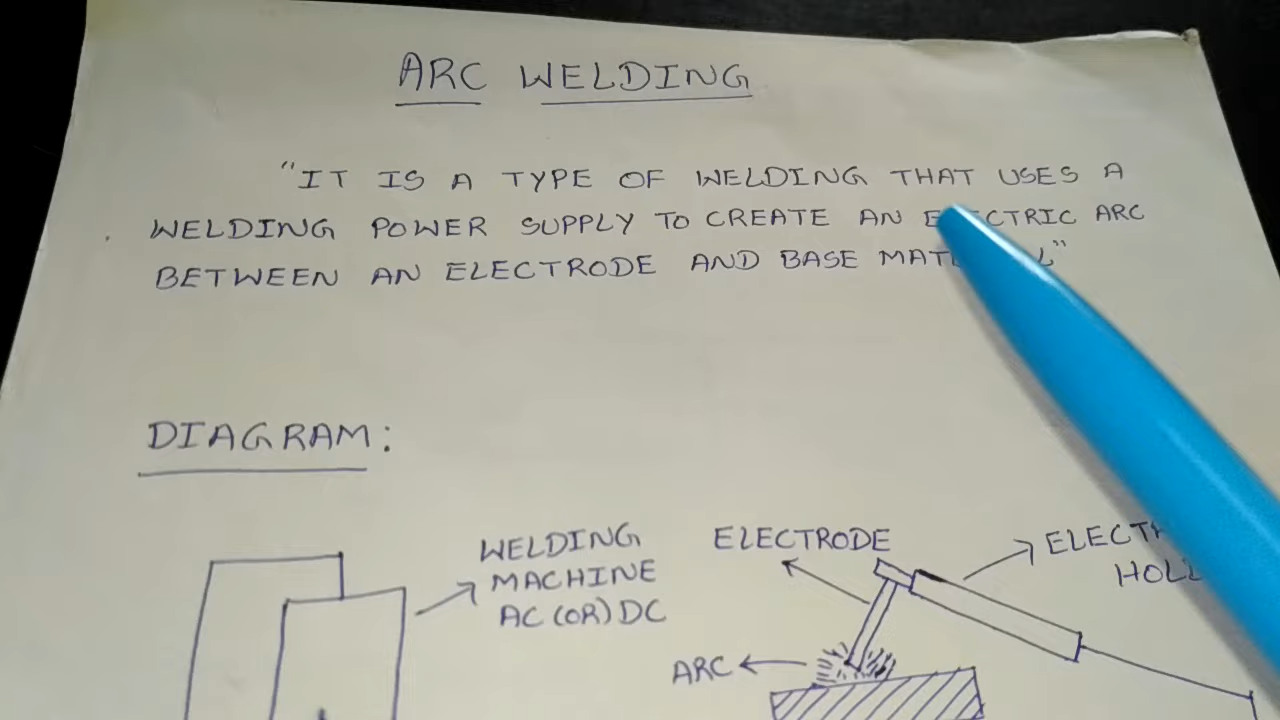 ARC WELDING
"IT IS A TYPE OF WELDING THAT USES A
WELDING POWER SUPPLY TO CREATE AN ARC
BETWEEN AN ELECTRODE AND BASE
DIAGRAM:
WELDING
MACHINE
AC (OR) DC
ELECTRODE
ARC